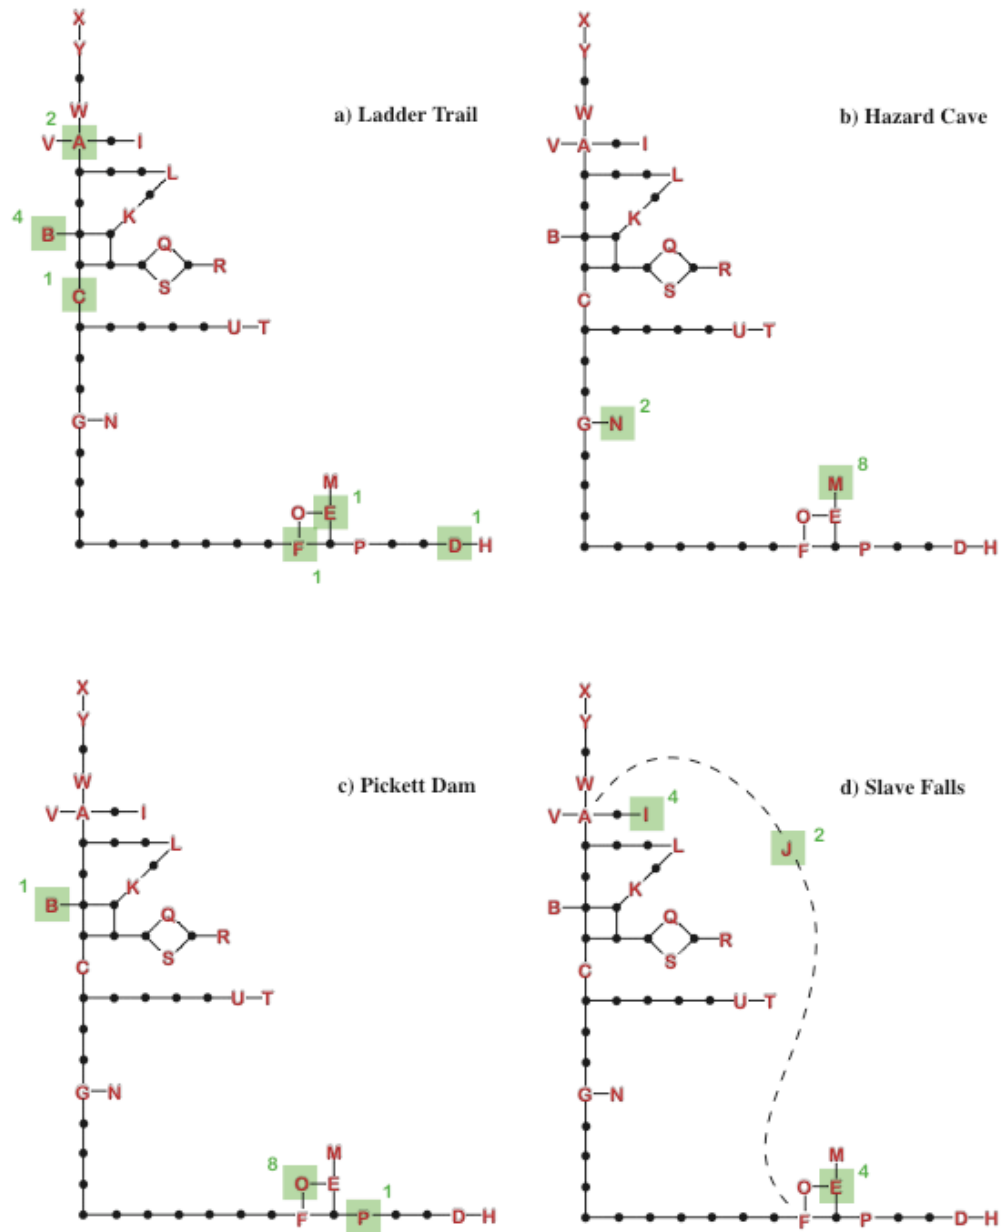 X
Y
W
a) Ladder Trail
2
V A I
L
4
K
B
Q
R
1
S
C
U T
G N
M
1
1
O E
F P D H
1
X
Y
W
b) Hazard Cave
V A I
L
K
B
Q
R
S
C
U T
2
G N
8
M
O E
F P D H
X
Y
W
c) Pickett Dam
V A I
L
1
K
B
Q
R
S
C
U T
G N
M
8
O E
1
F P D H
X
Y
W
d) Slave Falls
4
V A I
2
L J
K
B
Q
R
S
C
U T
G N
M
4
O E
F P D H